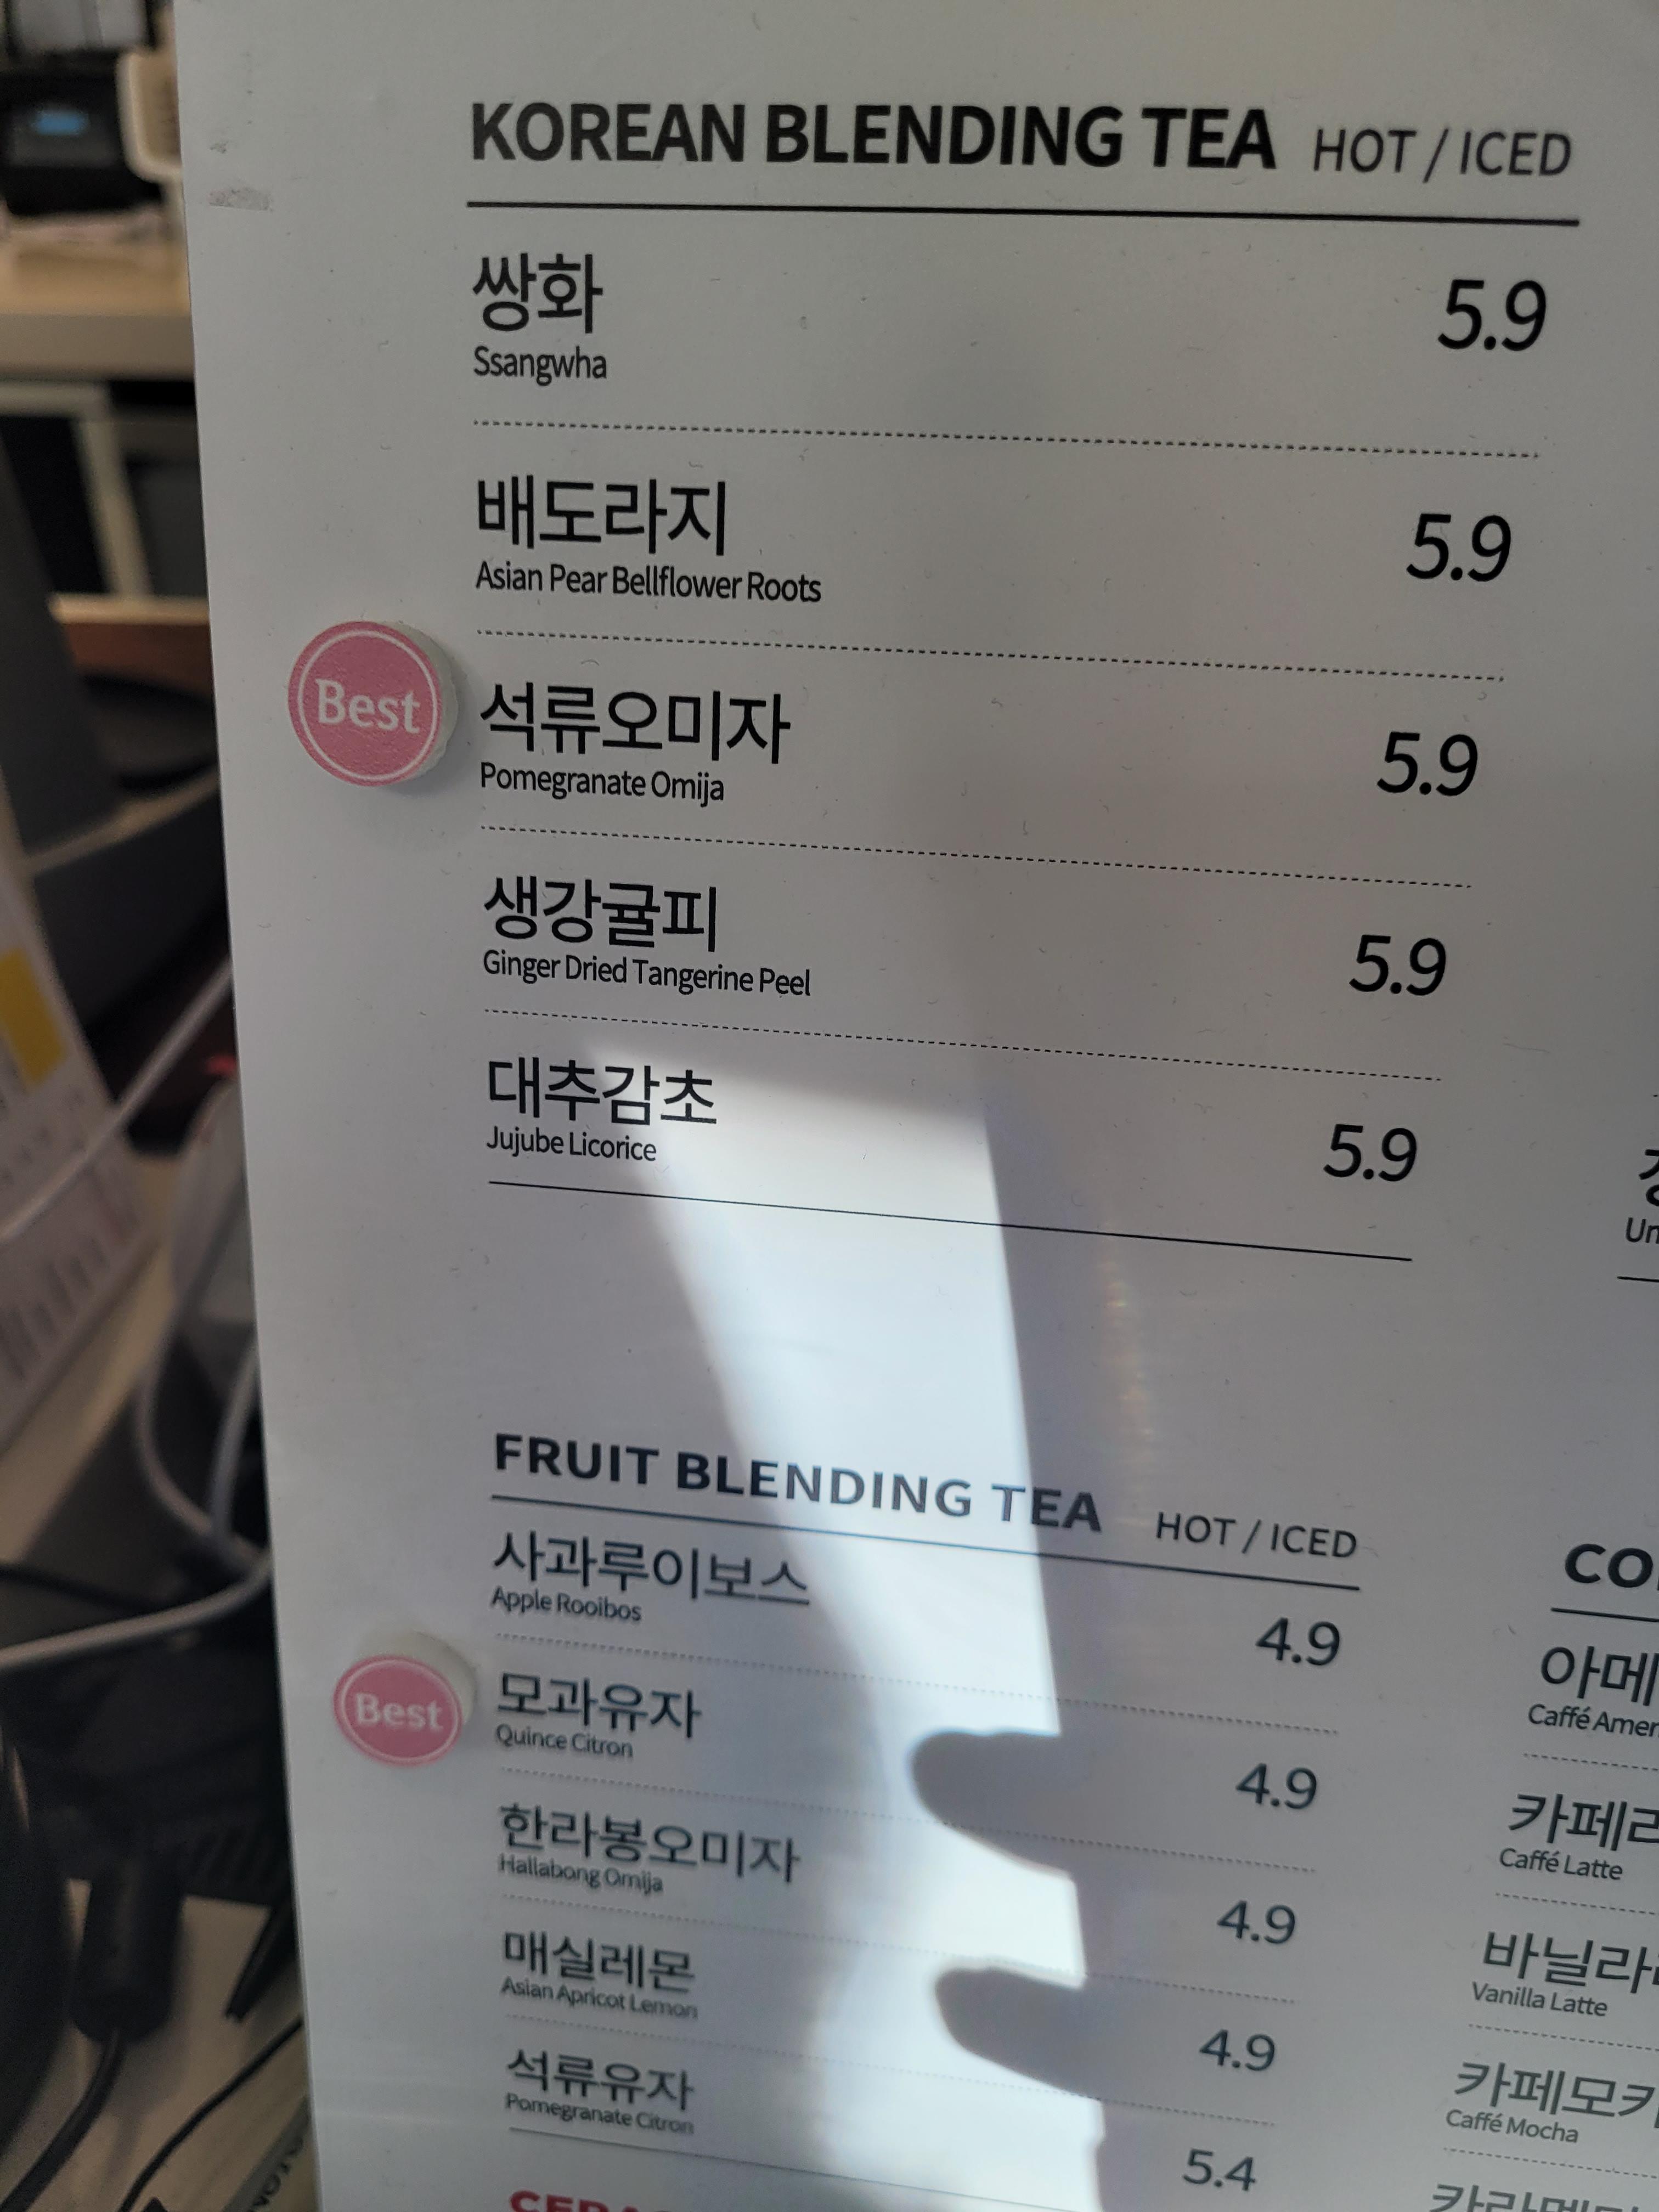 KOREAN BLENDING TEA HOT / ICED
쌍화 5.9
Ssangwha
배도라지 5.9
Asian Pear Bellflower Roots
Best
석류오미자 5.9
Pomegranate Omija
생강귤피 5.9
Ginger Dried Tangerine Peel
대추감초 5.9
Jujube Licorice
FRUIT BLENDING TEA HOT / ICED
사과루이보스 4.9
Apple Rooibos
Best
모과유자 4.9
Quince Citron
한라봉오미자 4.9
Hallabong Omija
매실레몬 4.9
Asian Apricot Lemon
석류유자 5.4
Pomegranate Citron
Caffé Latte
Vanilla Latte
Caffé Mocha